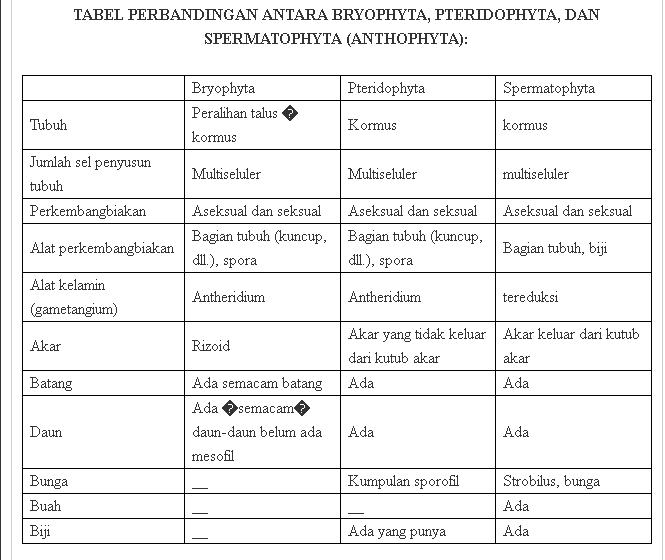 TABEL PERBANDINGAN ANTARA BRYOPHYTA, PTERIDOPHYTA, DAN
SPERMATOPHYTA (ANTHOPHYTA):
Bryophyta Pteridophyta Spermatophyta
Tubuh Peralihan talus � kormus Kormus kormus
Jumlah sel penyusun tubuh Multiseluler Multiseluler multiseluler
Perkembangbiakan Aseksual dan seksual Aseksual dan seksual Aseksual dan seksual
Alat perkembangbiakan Bagian tubuh (kuncup, dll.), spora Bagian tubuh (kuncup, dll.), spora Bagian tubuh, biji
Alat kelamin (gametangium) Antheridium Antheridium tereduksi
Akar Rizoid Akar yang tidak keluar dari kutub akar Akar keluar dari kutub akar
Batang Ada semacam batang Ada Ada
Daun Ada �semacam� daun-daun belum ada mesofil Ada Ada
Bunga __ Kumpulan sporofil Strobilus, bunga
Buah __ __ Ada
Biji __ Ada yang punya Ada